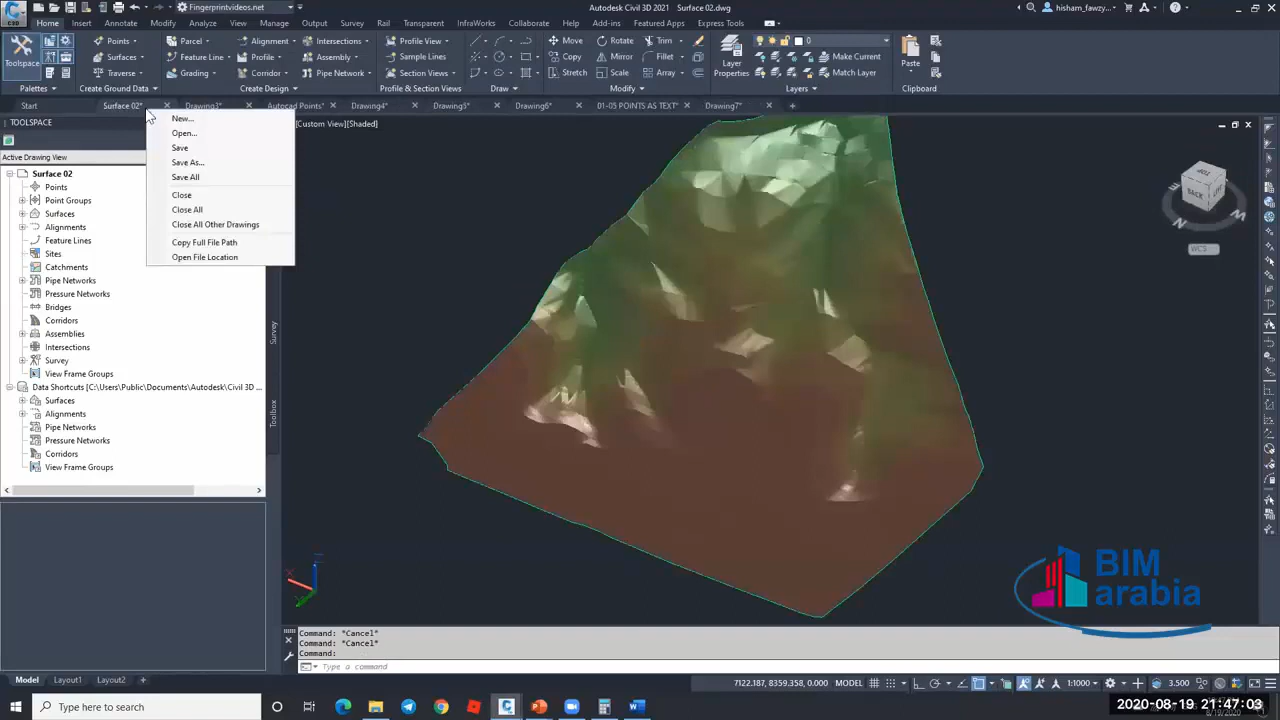 Fingerprintvideos.net
Autodesk Civil 3D 2021 Surface 02.dwg
hisham_fawzy...
Home Insert Annotate Modify Analyze View Manage Output Survey Rail Transparent InfraWorks Collaborate Help Add-ins Featured Apps Express Tools
Toolspace
Points
Surfaces
Traverse
Parcel
Feature Line
Grading
Alignment
Profile
Corridor
Intersections
Assembly
Pipe Network
Profile View
Sample Lines
Section Views
Move
Copy
Stretch
Rotate
Mirror
Scale
Trim
Fillet
Array
Layer
Properties
0
Make Current
Match Layer
Paste
Palettes Create Ground Data Create Design Profile & Section Views Draw Modify Layers Clipboard
Start Surface 02* Drawing3* Autocad Points* Drawing4* Drawing5* Drawing6* 01-05 POINTS AS TEXT* Drawing7*
TOOLSPACE
Active Drawing View
Surface 02
Points
Point Groups
Surfaces
Alignments
Feature Lines
Sites
Catchments
Pipe Networks
Pressure Networks
Bridges
Corridors
Assemblies
Intersections
Survey
View Frame Groups
Data Shortcuts [C:\Users\Public\Documents\Autodesk\Civil 3D ...
Surfaces
Alignments
Pipe Networks
Pressure Networks
Corridors
View Frame Groups
New...
Open...
Save
Save As...
Save All
Close
Close All
Close All Other Drawings
Copy Full File Path
Open File Location
Survey
Toolbox
[Custom View][Shaded]
TOP
BACK
WCS
BIM
arabia
Command: *Cancel*
Command: *Cancel*
Command:
Type a command
Model Layout1 Layout2
7122.187, 8359.358, 0.000 MODEL 1:1000 3.500
Type here to search
2020-08-19 21:47:03